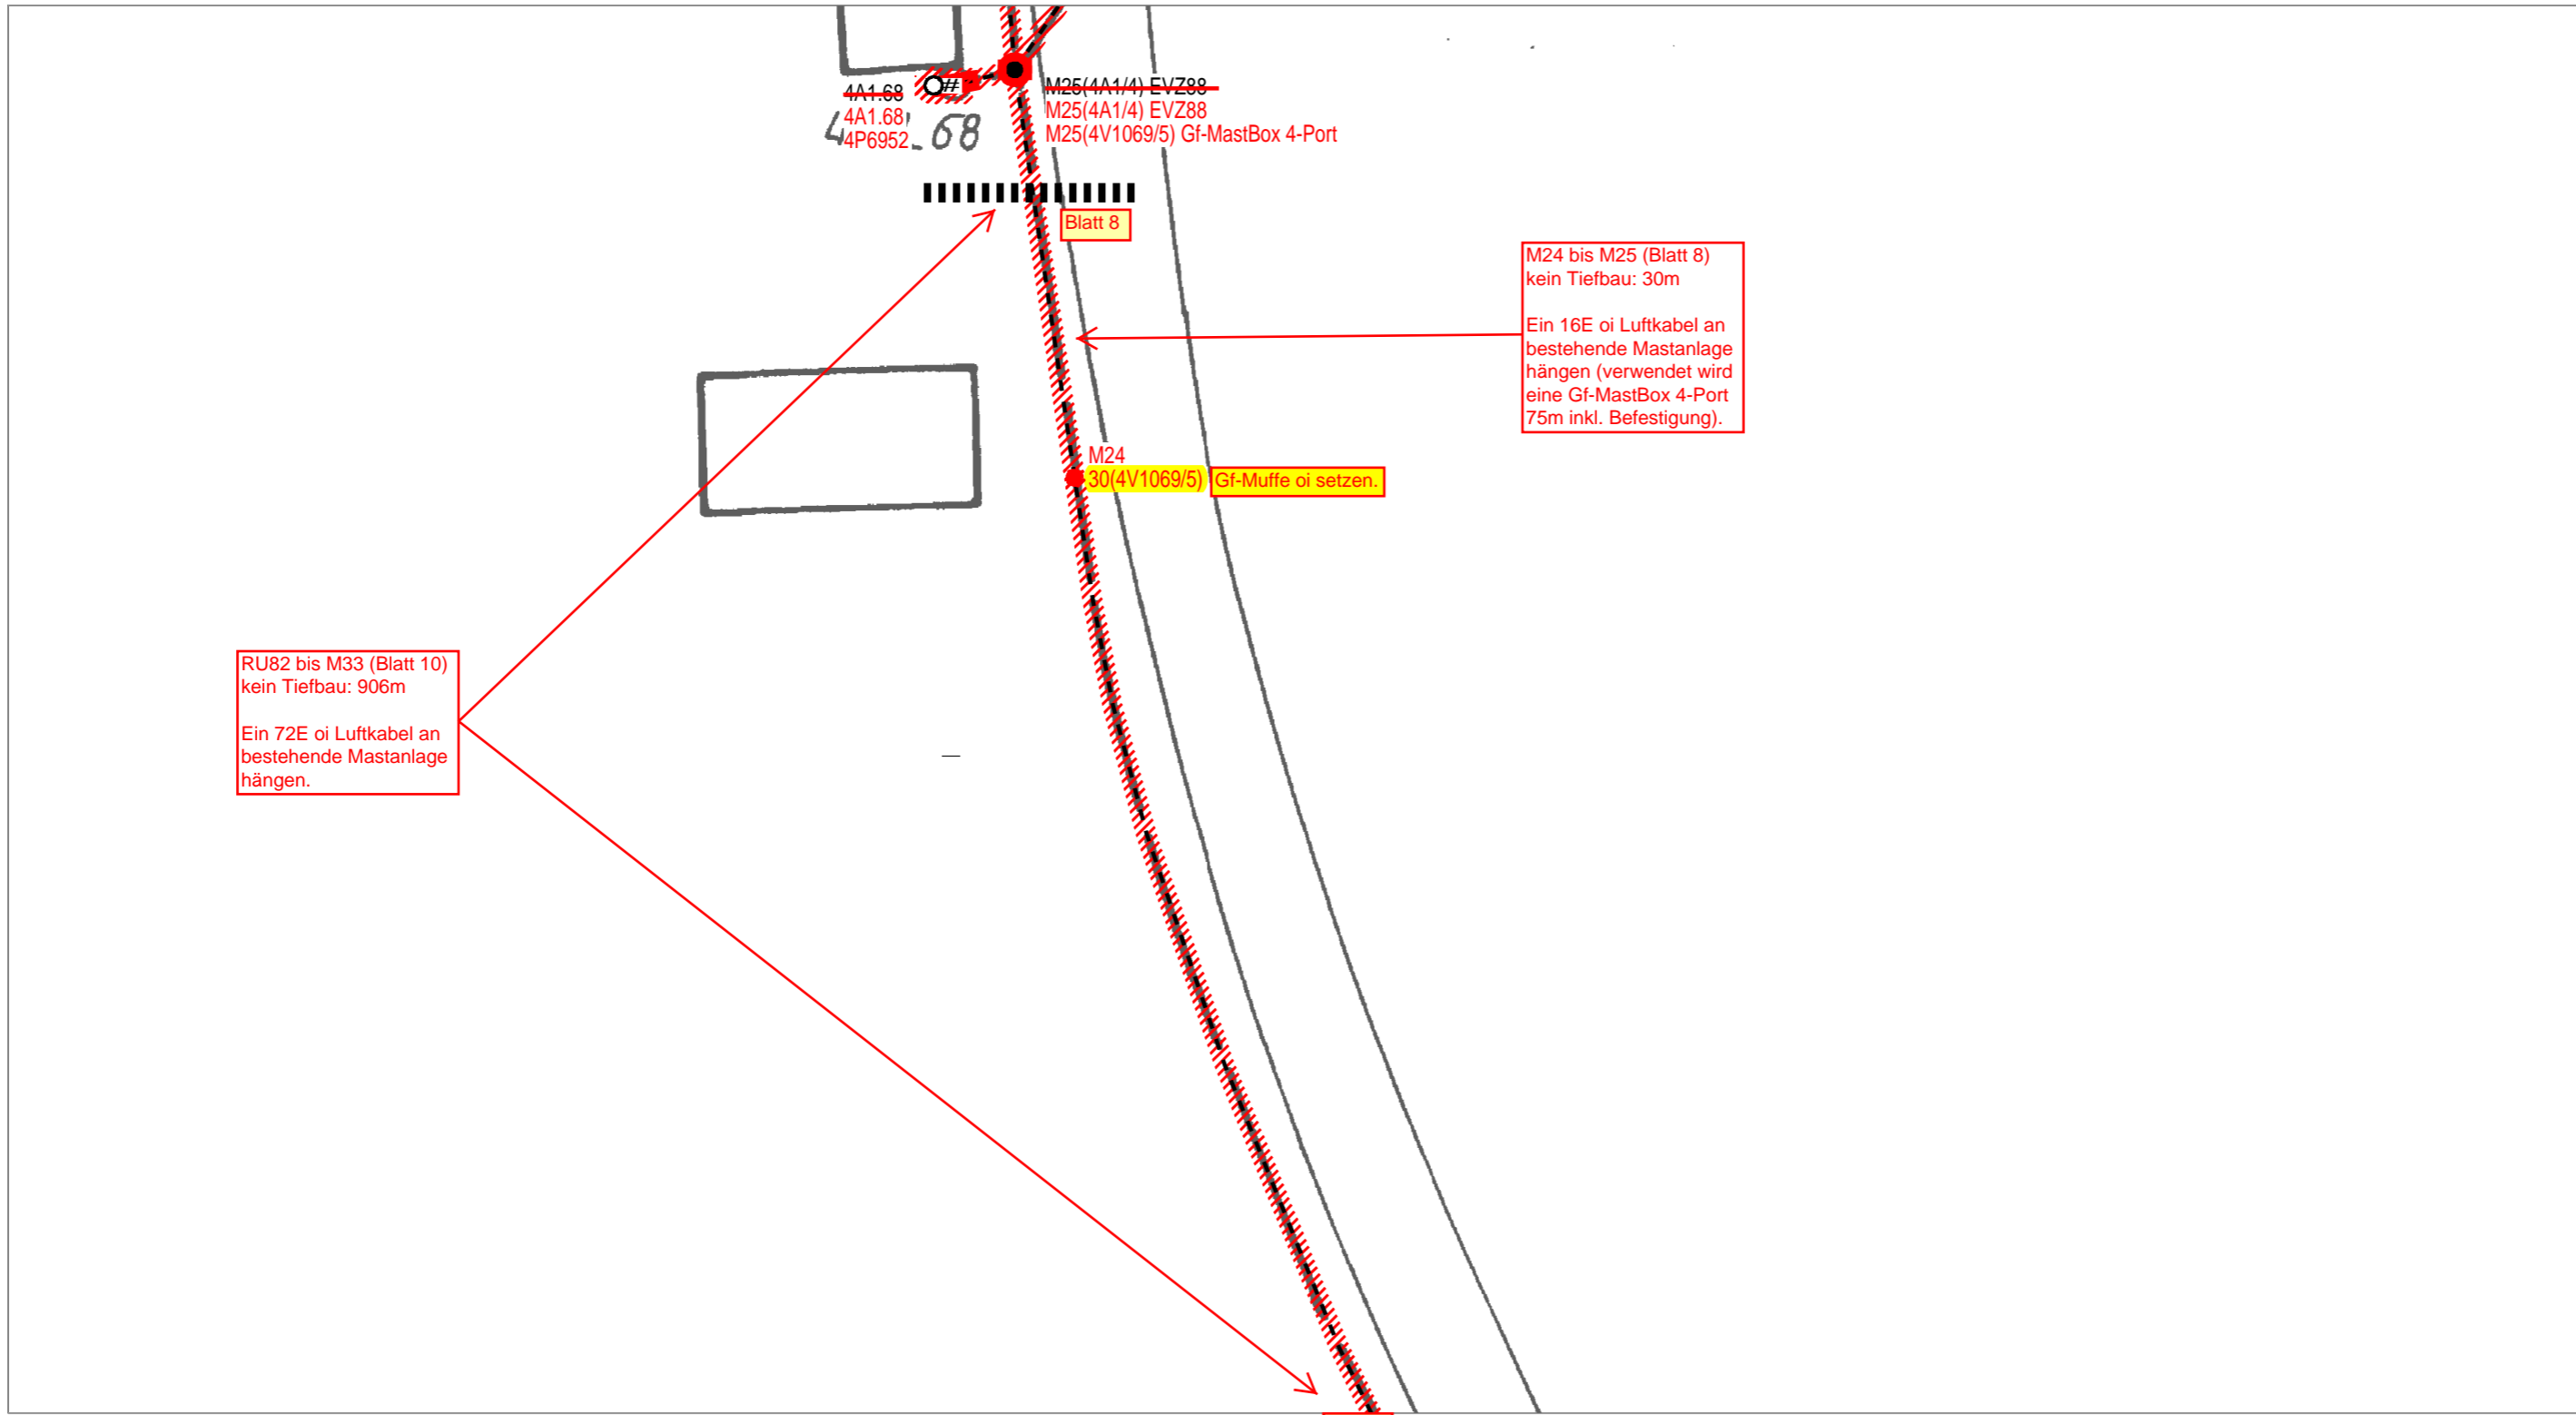 4A1.68
4A1.68
4P6952
68
#
M25(4A1/4) EVZ88
M25(4A1/4) EVZ88
M25(4V1069/5) Gf-MastBox 4-Port
Blatt 8
M24 bis M25 (Blatt 8)
kein Tiefbau: 30m
Ein 16E oi Luftkabel an
bestehende Mastanlage
hängen (verwendet wird
eine Gf-MastBox 4-Port
75m inkl. Befestigung).
M24
30(4V1069/5) Gf-Muffe oi setzen.
RU82 bis M33 (Blatt 10)
kein Tiefbau: 906m
Ein 72E oi Luftkabel an
bestehende Mastanlage
hängen.